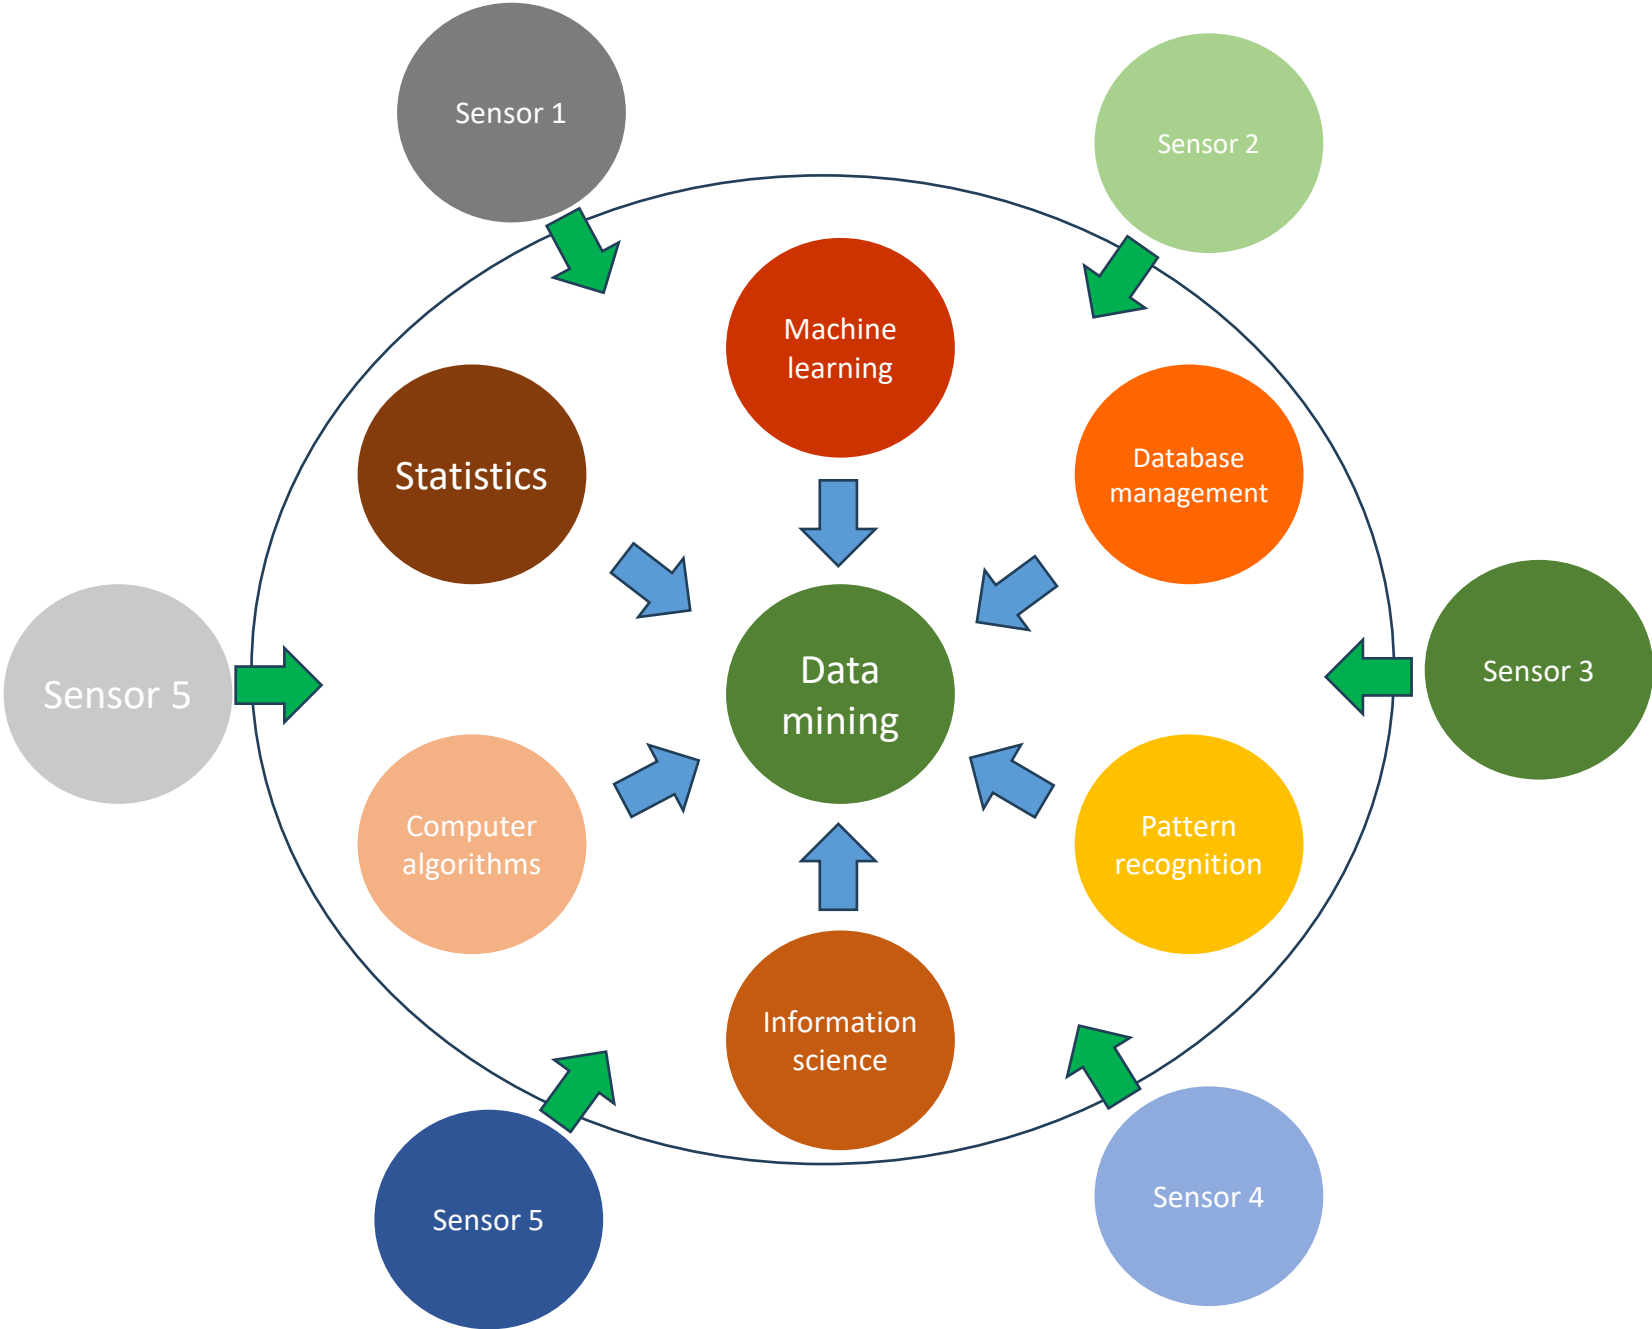 Sensor 1
Sensor 2
Machine
learning
Statistics
Database
management
Sensor 5
Data
mining
Sensor 3
Computer
algorithms
Pattern
recognition
Information
science
Sensor 5
Sensor 4